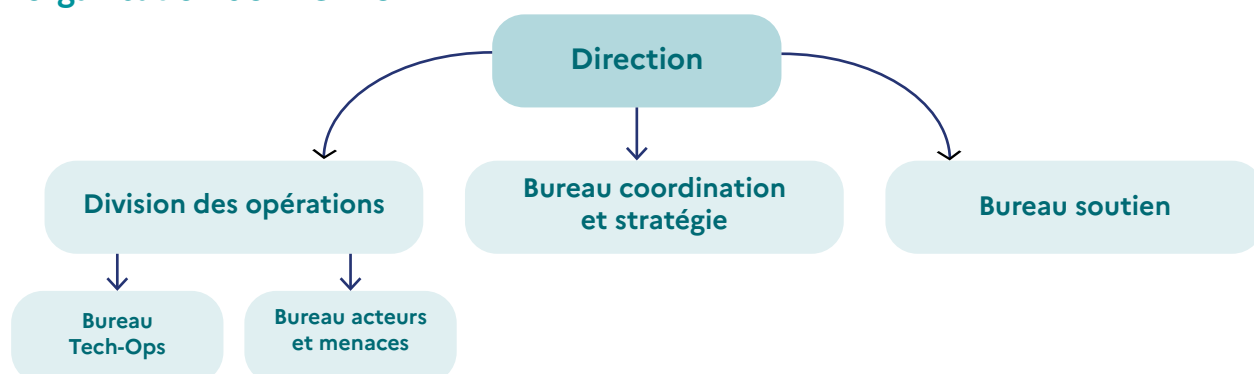 Direction
Division des opérations
Bureau coordination
et stratégie
Bureau soutien
Bureau
Tech-Ops
Bureau acteurs
et menaces